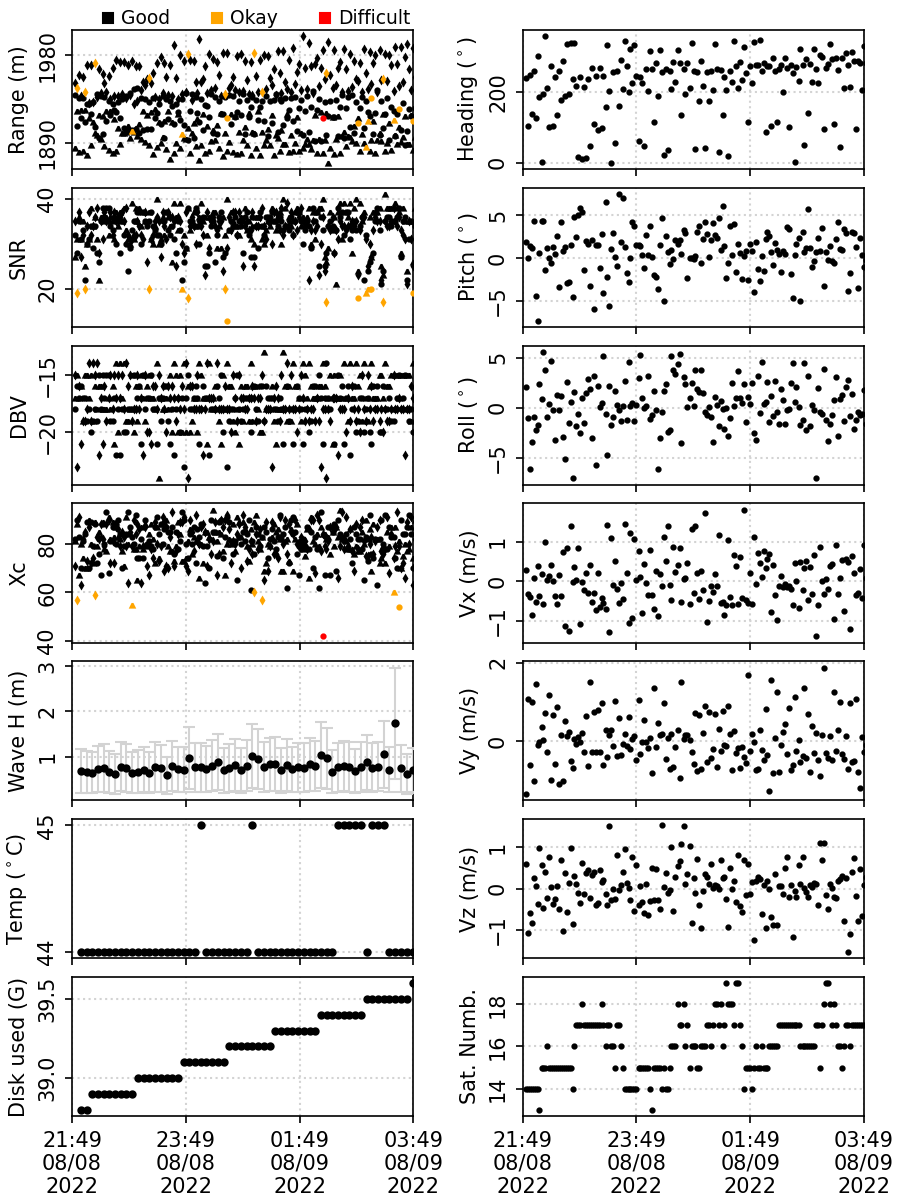 Good Okay Difficult
Range (m)
1980
1890
Heading (°)
200
0
SNR
40
20
Pitch (°)
5
0
−5
DBV
−15
−20
Roll (°)
5
0
−5
Xc
80
60
40
Vx (m/s)
1
0
−1
Wave H (m)
3
2
1
Vy (m/s)
2
0
Temp (°C)
45
44
Vz (m/s)
1
0
−1
Disk used (G)
39.5
39.0
Sat. Numb.
18
16
14
21:49 23:49 01:49 03:49
08/08 08/08 08/09 08/09
2022 2022 2022 2022
21:49 23:49 01:49 03:49
08/08 08/08 08/09 08/09
2022 2022 2022 2022